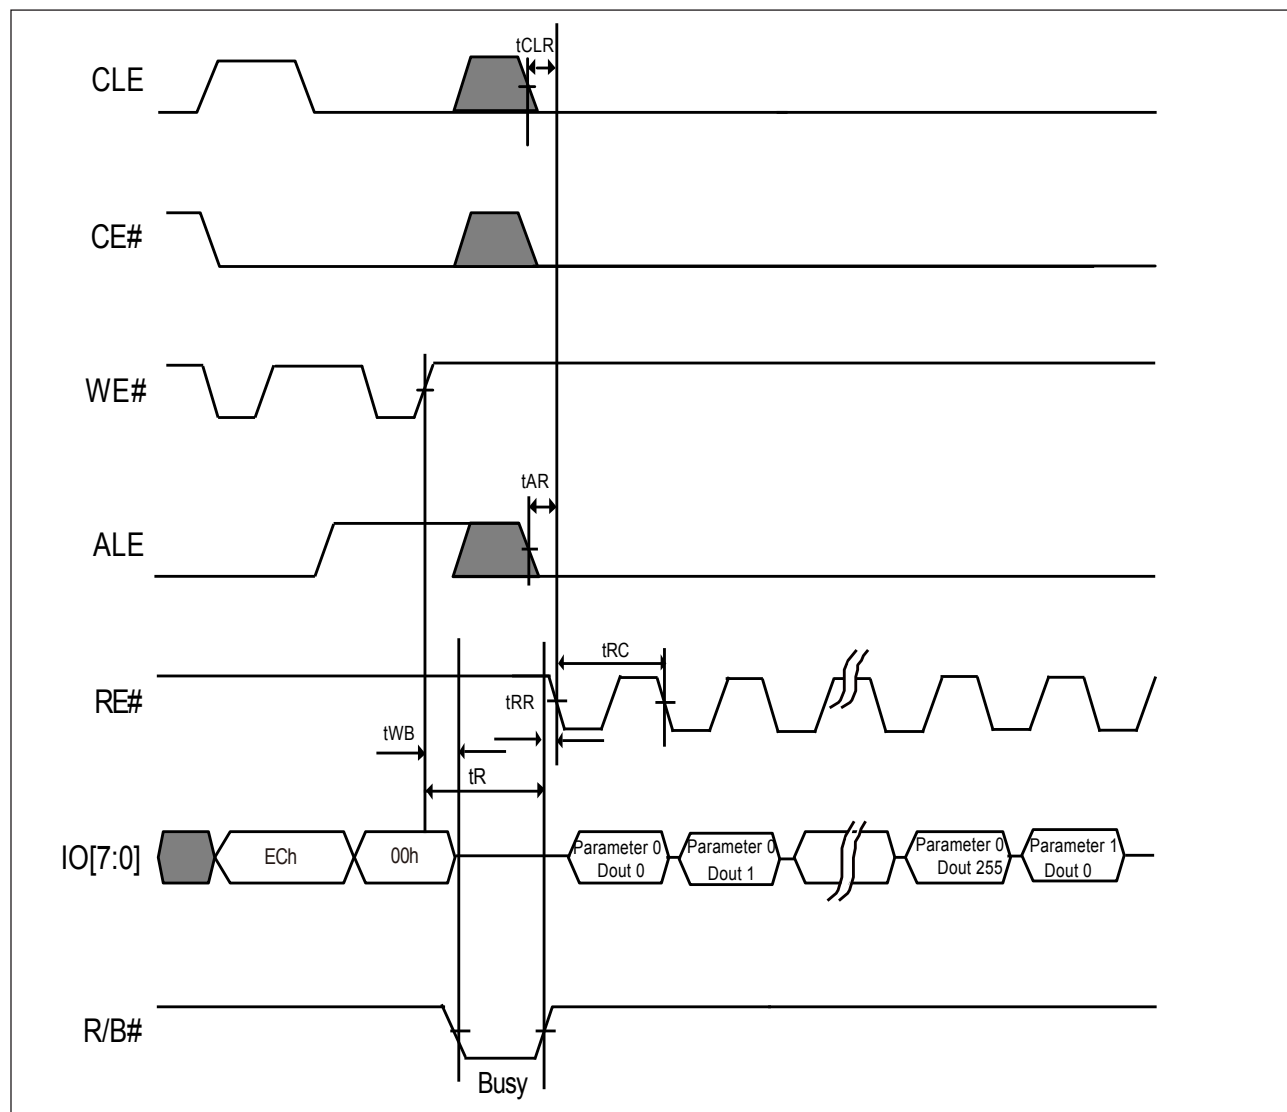 tCLR
CLE
CE#
WE#
tAR
ALE
tRC
RE#
tRR
tWB
tR
IO[7:0]
ECh
00h
Parameter 0
Dout 0
Parameter 0
Dout 1
Parameter 0
Dout 255
Parameter 1
Dout 0
R/B#
Busy